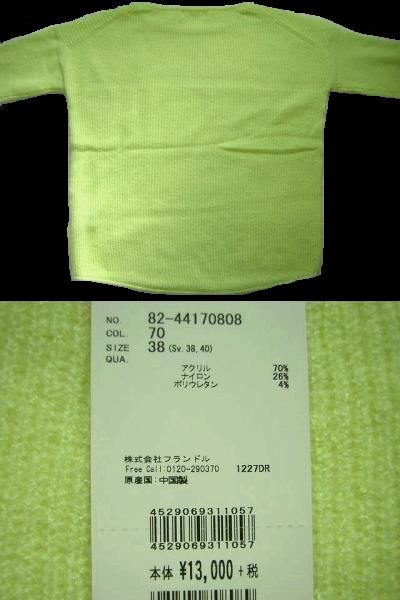 NO. 82-44170808
COL. 70
SIZE 38 (Sv. 38, 40)
QUA.
アクリル 70%
ナイロン 26%
ポリウレタン 4%
株式会社フランドル
Free Call:0120-290370 1227DR
原産国:中国製
4529069311057
4529069311057
本体 ¥13,000 +税